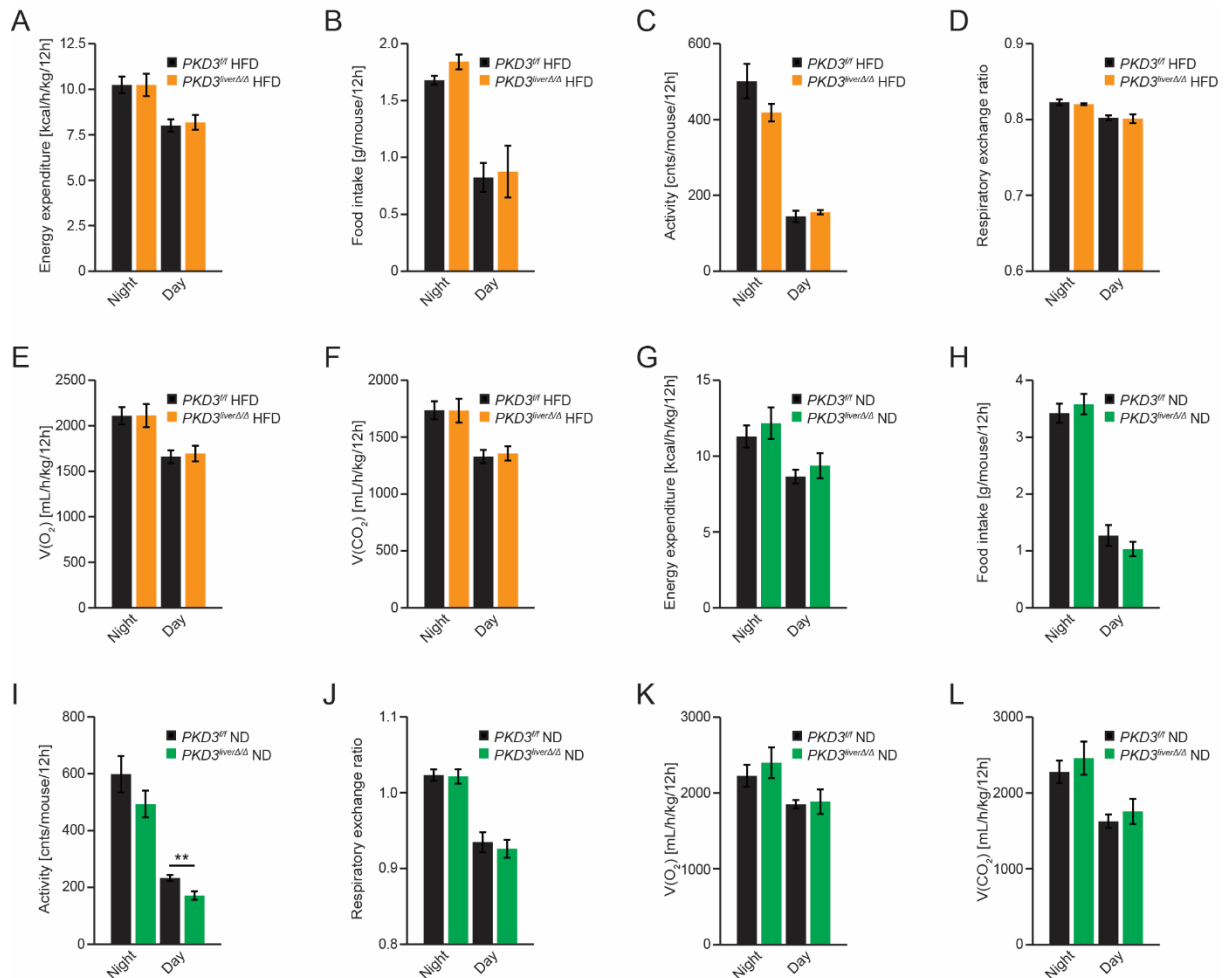 A
Energy expenditure [kcal/h/kg/12h]
12.5
10.0
7.5
5.0
2.5
0
PKD3f/f HFD
PKD3liverΔ/Δ HFD
Night
Day
B
Food intake [g/mouse/12h]
2.0
1.5
1.0
0.5
0
PKD3f/f HFD
PKD3liverΔ/Δ HFD
Night
Day
C
Activity [cnts/mouse/12h]
600
400
200
0
PKD3f/f HFD
PKD3liverΔ/Δ HFD
Night
Day
D
Respiratory exchange ratio
0.9
0.8
0.7
0.6
PKD3f/f HFD
PKD3liverΔ/Δ HFD
Night
Day
E
V(O2) [mL/h/kg/12h]
2500
2000
1500
1000
500
0
PKD3f/f HFD
PKD3liverΔ/Δ HFD
Night
Day
F
V(CO2) [mL/h/kg/12h]
2000
1500
1000
500
0
PKD3f/f HFD
PKD3liverΔ/Δ HFD
Night
Day
G
Energy expenditure [kcal/h/kg/12h]
15
10
5
0
PKD3f/f ND
PKD3liverΔ/Δ ND
Night
Day
H
Food intake [g/mouse/12h]
4
3
2
1
0
PKD3f/f ND
PKD3liverΔ/Δ ND
Night
Day
I
Activity [cnts/mouse/12h]
800
600
400
200
0
PKD3f/f ND
PKD3liverΔ/Δ ND
**
Night
Day
J
Respiratory exchange ratio
1.1
1.0
0.9
0.8
PKD3f/f ND
PKD3liverΔ/Δ ND
Night
Day
K
V(O2) [mL/h/kg/12h]
3000
2000
1000
0
PKD3f/f ND
PKD3liverΔ/Δ ND
Night
Day
L
V(CO2) [mL/h/kg/12h]
3000
2000
1000
0
PKD3f/f ND
PKD3liverΔ/Δ ND
Night
Day